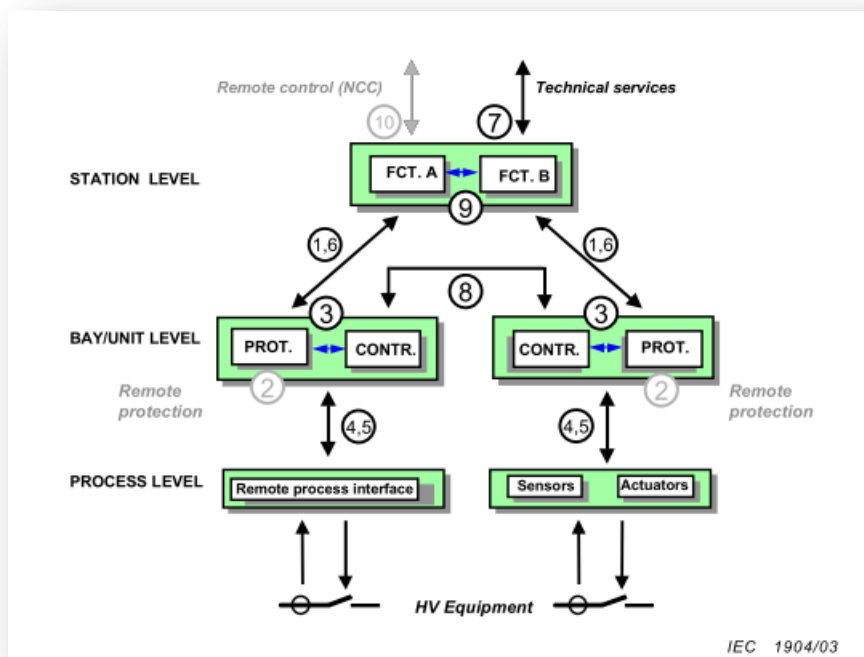 Remote control (NCC)
Technical services
10
7
STATION LEVEL
FCT. A
FCT. B
9
1,6
1,6
8
3
3
BAY/UNIT LEVEL
PROT.
CONTR.
CONTR.
PROT.
2
2
Remote
protection
Remote
protection
4,5
4,5
PROCESS LEVEL
Remote process interface
Sensors
Actuators
HV Equipment
IEC 1904/03